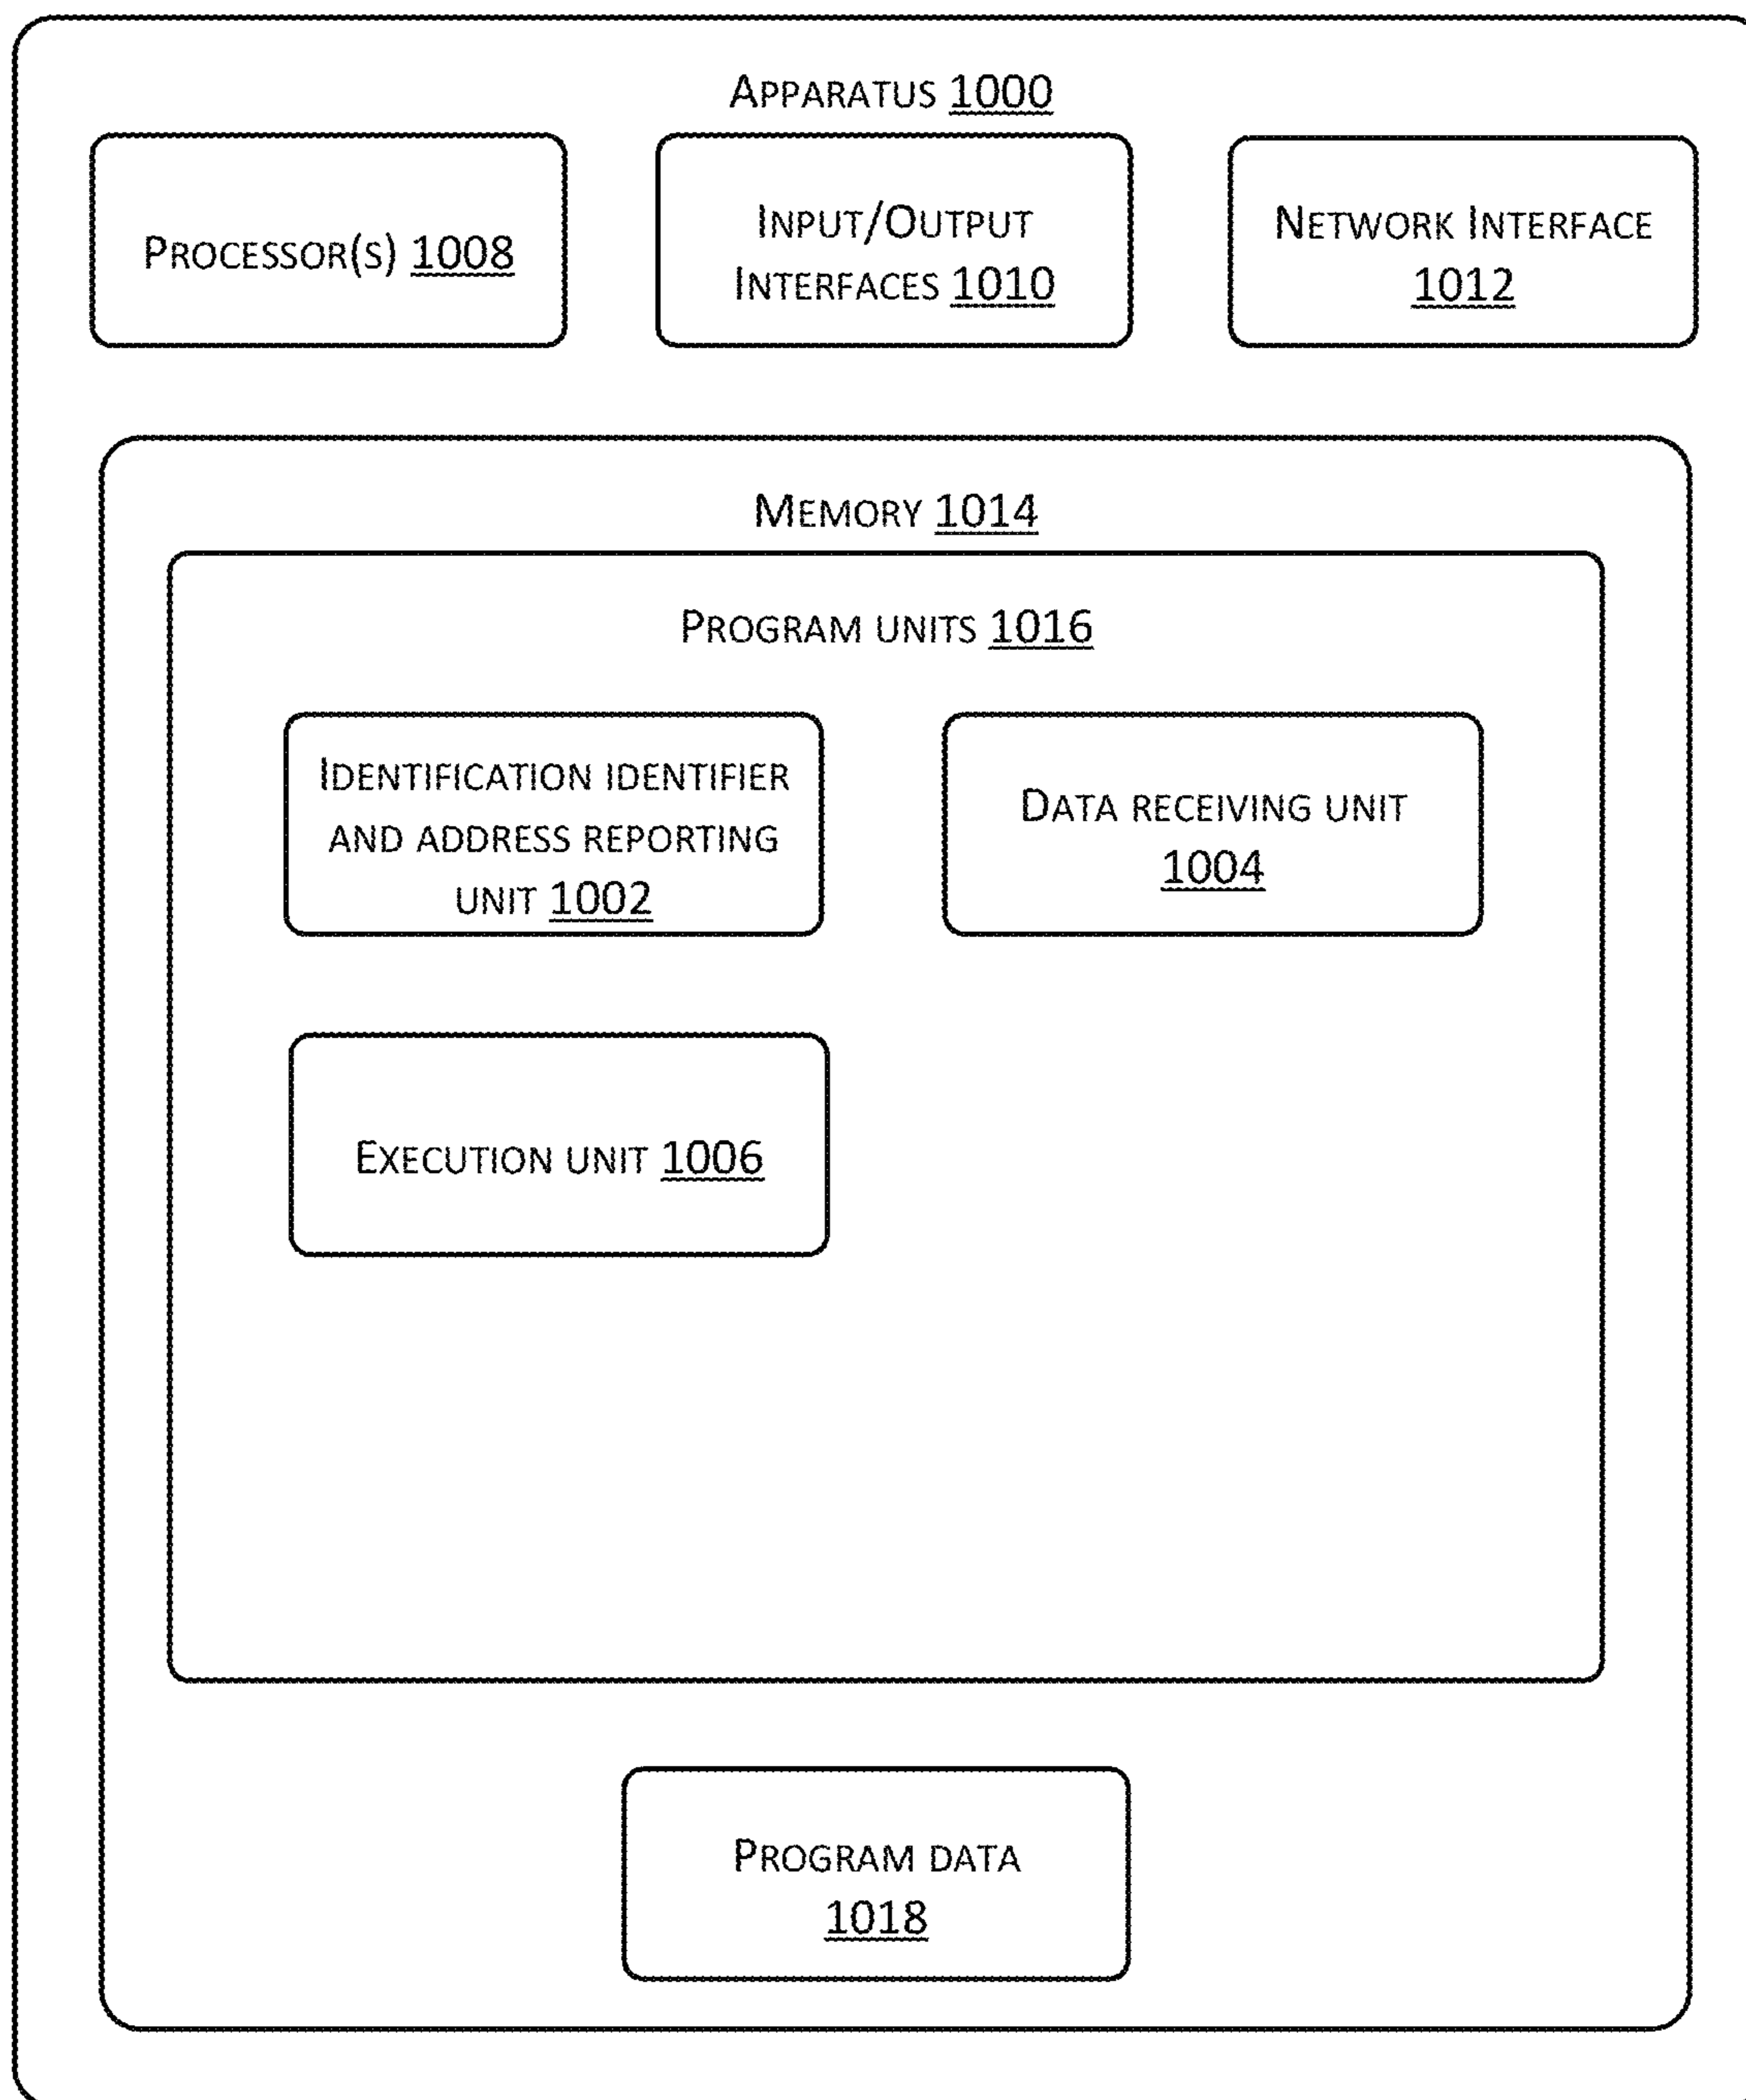 APPARATUS 1000
PROCESSOR(S) 1008
INPUT/OUTPUT
INTERFACES 1010
NETWORK INTERFACE
1012
MEMORY 1014
PROGRAM UNITS 1016
IDENTIFICATION IDENTIFIER
AND ADDRESS REPORTING
UNIT 1002
DATA RECEIVING UNIT
1004
EXECUTION UNIT 1006
PROGRAM DATA
1018